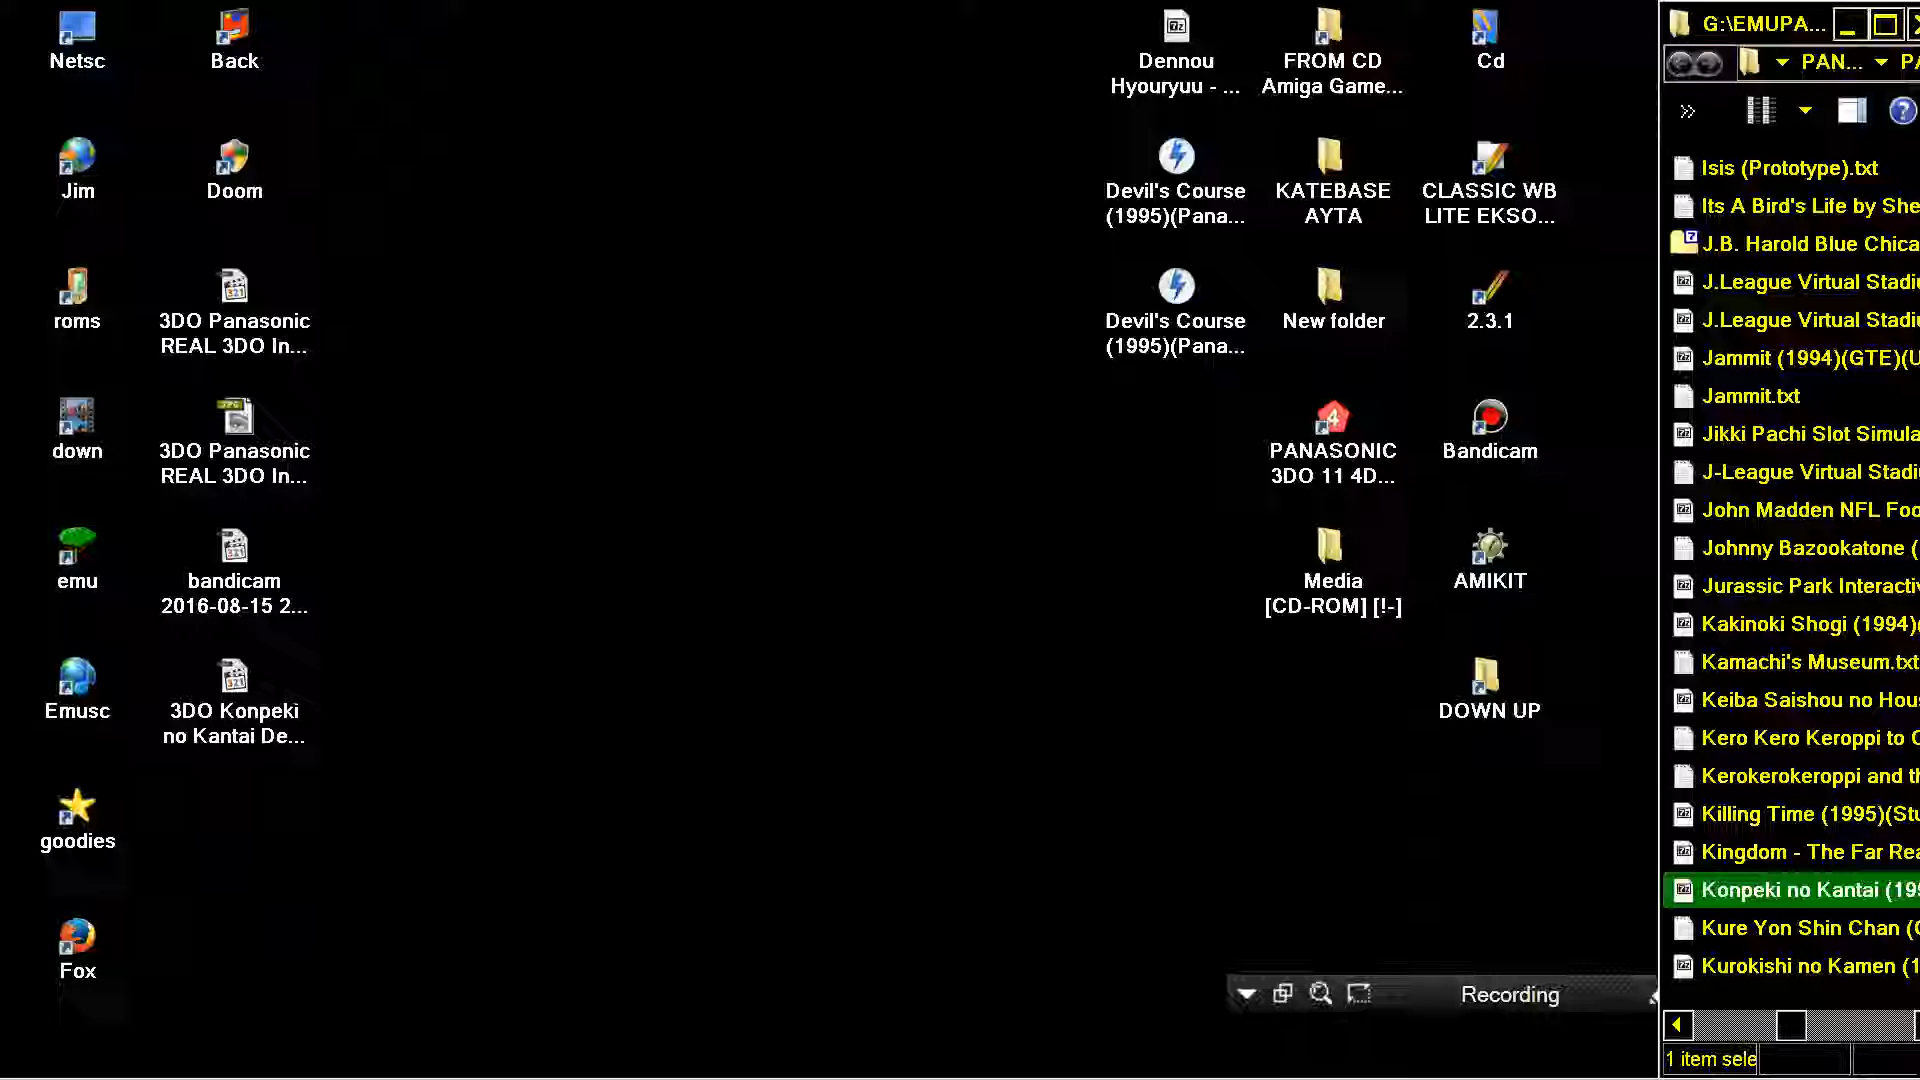 Netsc
Back
Jim
Doom
roms
3DO Panasonic
REAL 3DO In...
down
3DO Panasonic
REAL 3DO In...
emu
bandicam
2016-08-15 2...
Emusc
3DO Konpeki
no Kantai De...
goodies
Fox
Dennou
Hyouryuu - ...
FROM CD
Amiga Game...
Cd
Devil's Course
(1995)(Pana...
KATEBASE
AYTA
CLASSIC WB
LITE EKSO...
Devil's Course
(1995)(Pana...
New folder
2.3.1
PANASONIC
3DO 11 4D...
Bandicam
Media
[CD-ROM] [!-]
AMIKIT
DOWN UP
Recording
G:\EMUPA...
PAN... PA
Isis (Prototype).txt
Its A Bird's Life by She
J.B. Harold Blue Chica
J.League Virtual Stadiu
J.League Virtual Stadiu
Jammit (1994)(GTE)(U
Jammit.txt
Jikki Pachi Slot Simula
J-League Virtual Stadi
John Madden NFL Foo
Johnny Bazookatone (
Jurassic Park Interactiv
Kakinoki Shogi (1994)(
Kamachi's Museum.txt
Keiba Saishou no Hous
Kero Kero Keroppi to
Kerokerokeroppi and th
Killing Time (1995)(Stu
Kingdom - The Far Rea
Konpeki no Kantai (199
Kure Yon Shin Chan (
Kurokishi no Kamen (1
1 item sele